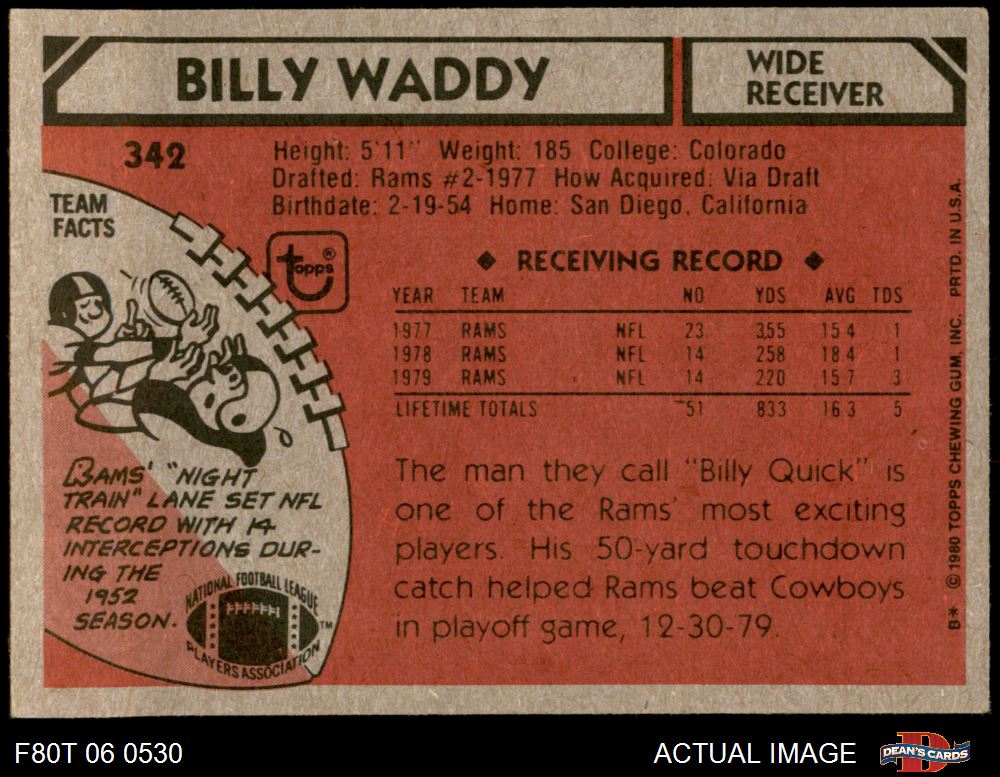 BILLY WADDY
WIDE
RECEIVER
342
Height: 5'11" Weight: 185 College: Colorado
Drafted: Rams #2-1977 How Acquired: Via Draft
Birthdate: 2-19-54 Home: San Diego, California
TEAM
FACTS
topps®
◆ RECEIVING RECORD ◆
YEAR TEAM NO YDS AVG TDS
1977 RAMS NFL 23 355 15.4 1
1978 RAMS NFL 14 258 18.4 1
1979 RAMS NFL 14 220 15.7 3
LIFETIME TOTALS 51 833 16.3 5
RAMS' "NIGHT
TRAIN" LANE SET NFL
RECORD WITH 14
INTERCEPTIONS DUR-
ING THE
1952
SEASON.
NATIONAL FOOTBALL LEAGUE
PLAYERS ASSOCIATION
TM
The man they call "Billy Quick" is
one of the Rams' most exciting
players. His 50-yard touchdown
catch helped Rams beat Cowboys
in playoff game, 12-30-79.
B* © 1980 TOPPS CHEWING GUM, INC. PRTD. IN U.S.A.
F80T 06 0530
ACTUAL IMAGE
DEAN'S CARDS